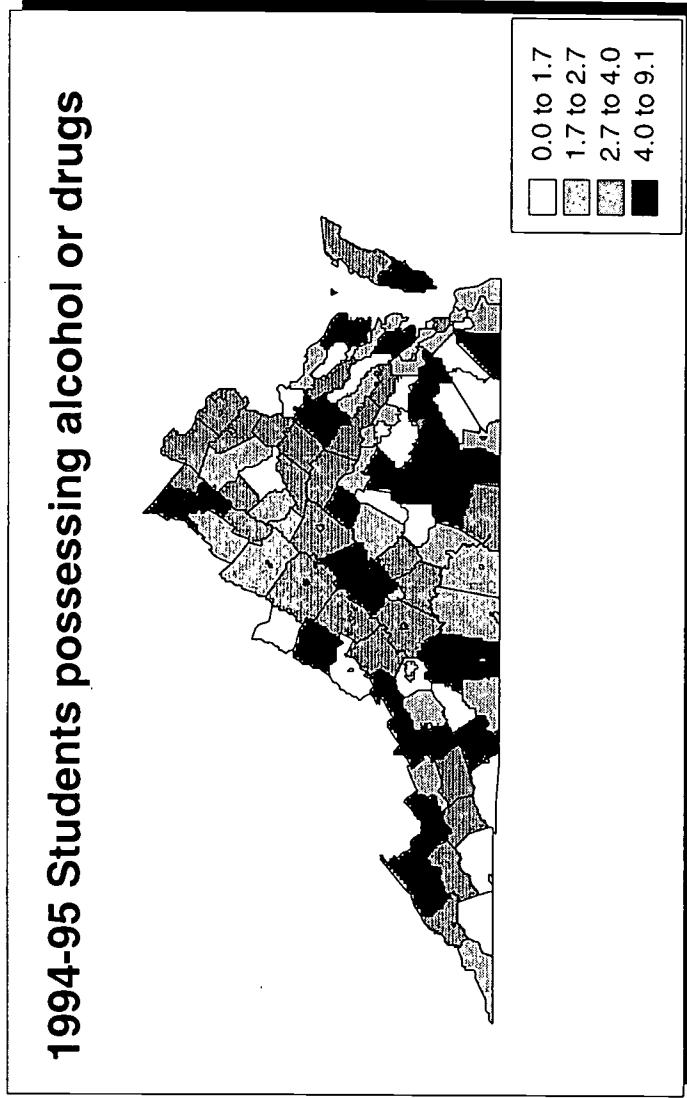 1994-95 Students possessing alcohol or drugs
0.0 to 1.7
1.7 to 2.7
2.7 to 4.0
4.0 to 9.1